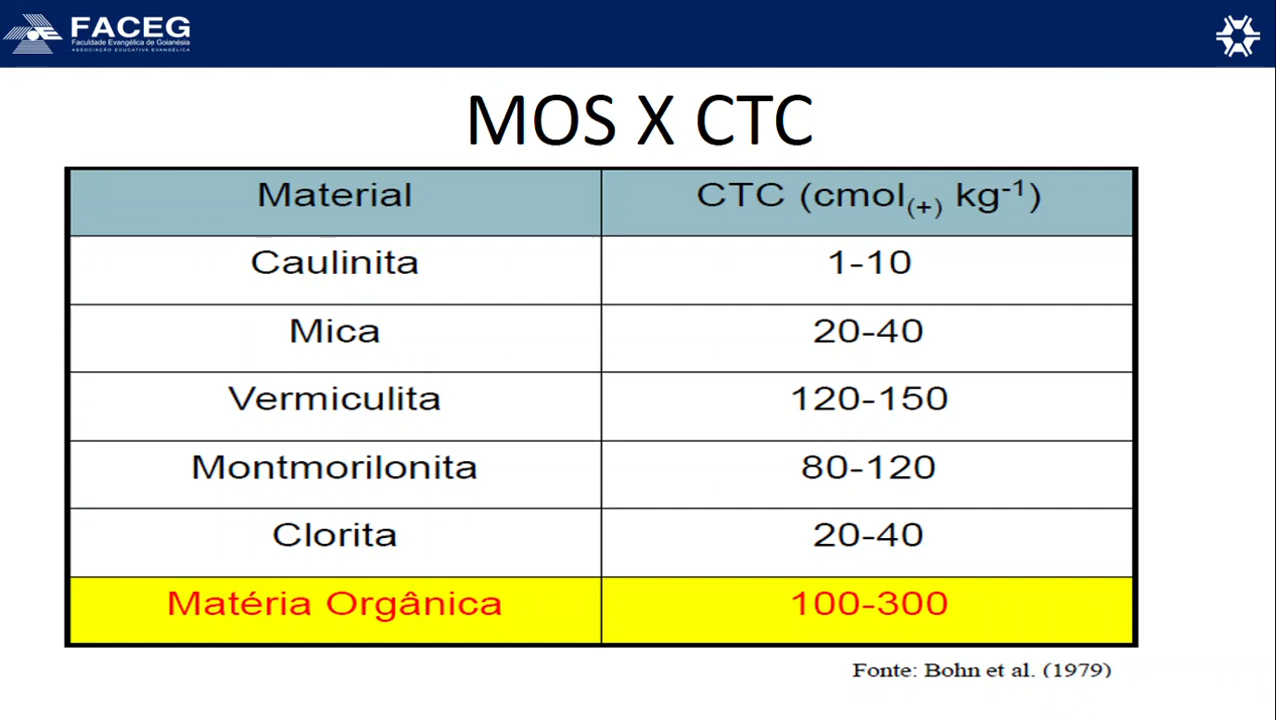 FACEG
Faculdade Evangélica de Goianésia
ASSOCIAÇÃO EDUCATIVA EVANGÉLICA
MOS X CTC
Material CTC (cmol(+) kg-1)
Caulinita 1-10
Mica 20-40
Vermiculita 120-150
Montmorilonita 80-120
Clorita 20-40
Matéria Orgânica 100-300
Fonte: Bohn et al. (1979)